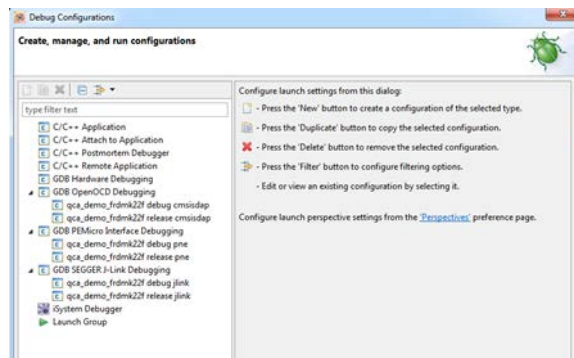 Debug Configurations
Create, manage, and run configurations
type filter text
C/C++ Application
C/C++ Attach to Application
C/C++ Postmortem Debugger
C/C++ Remote Application
GDB Hardware Debugging
GDB OpenOCD Debugging
qca_demo_frdmk22f debug cmsisdap
qca_demo_frdmk22f release cmsisdap
GDB PEMicro Interface Debugging
qca_demo_frdmk22f debug pne
qca_demo_frdmk22f release pne
GDB SEGGER J-Link Debugging
qca_demo_frdmk22f debug jlink
qca_demo_frdmk22f release jlink
iSystem Debugger
Launch Group
Configure launch settings from this dialog:
- Press the 'New' button to create a configuration of the selected type.
- Press the 'Duplicate' button to copy the selected configuration.
- Press the 'Delete' button to remove the selected configuration.
- Press the 'Filter' button to configure filtering options.
- Edit or view an existing configuration by selecting it.
Configure launch perspective settings from the 'Perspectives' preference page.